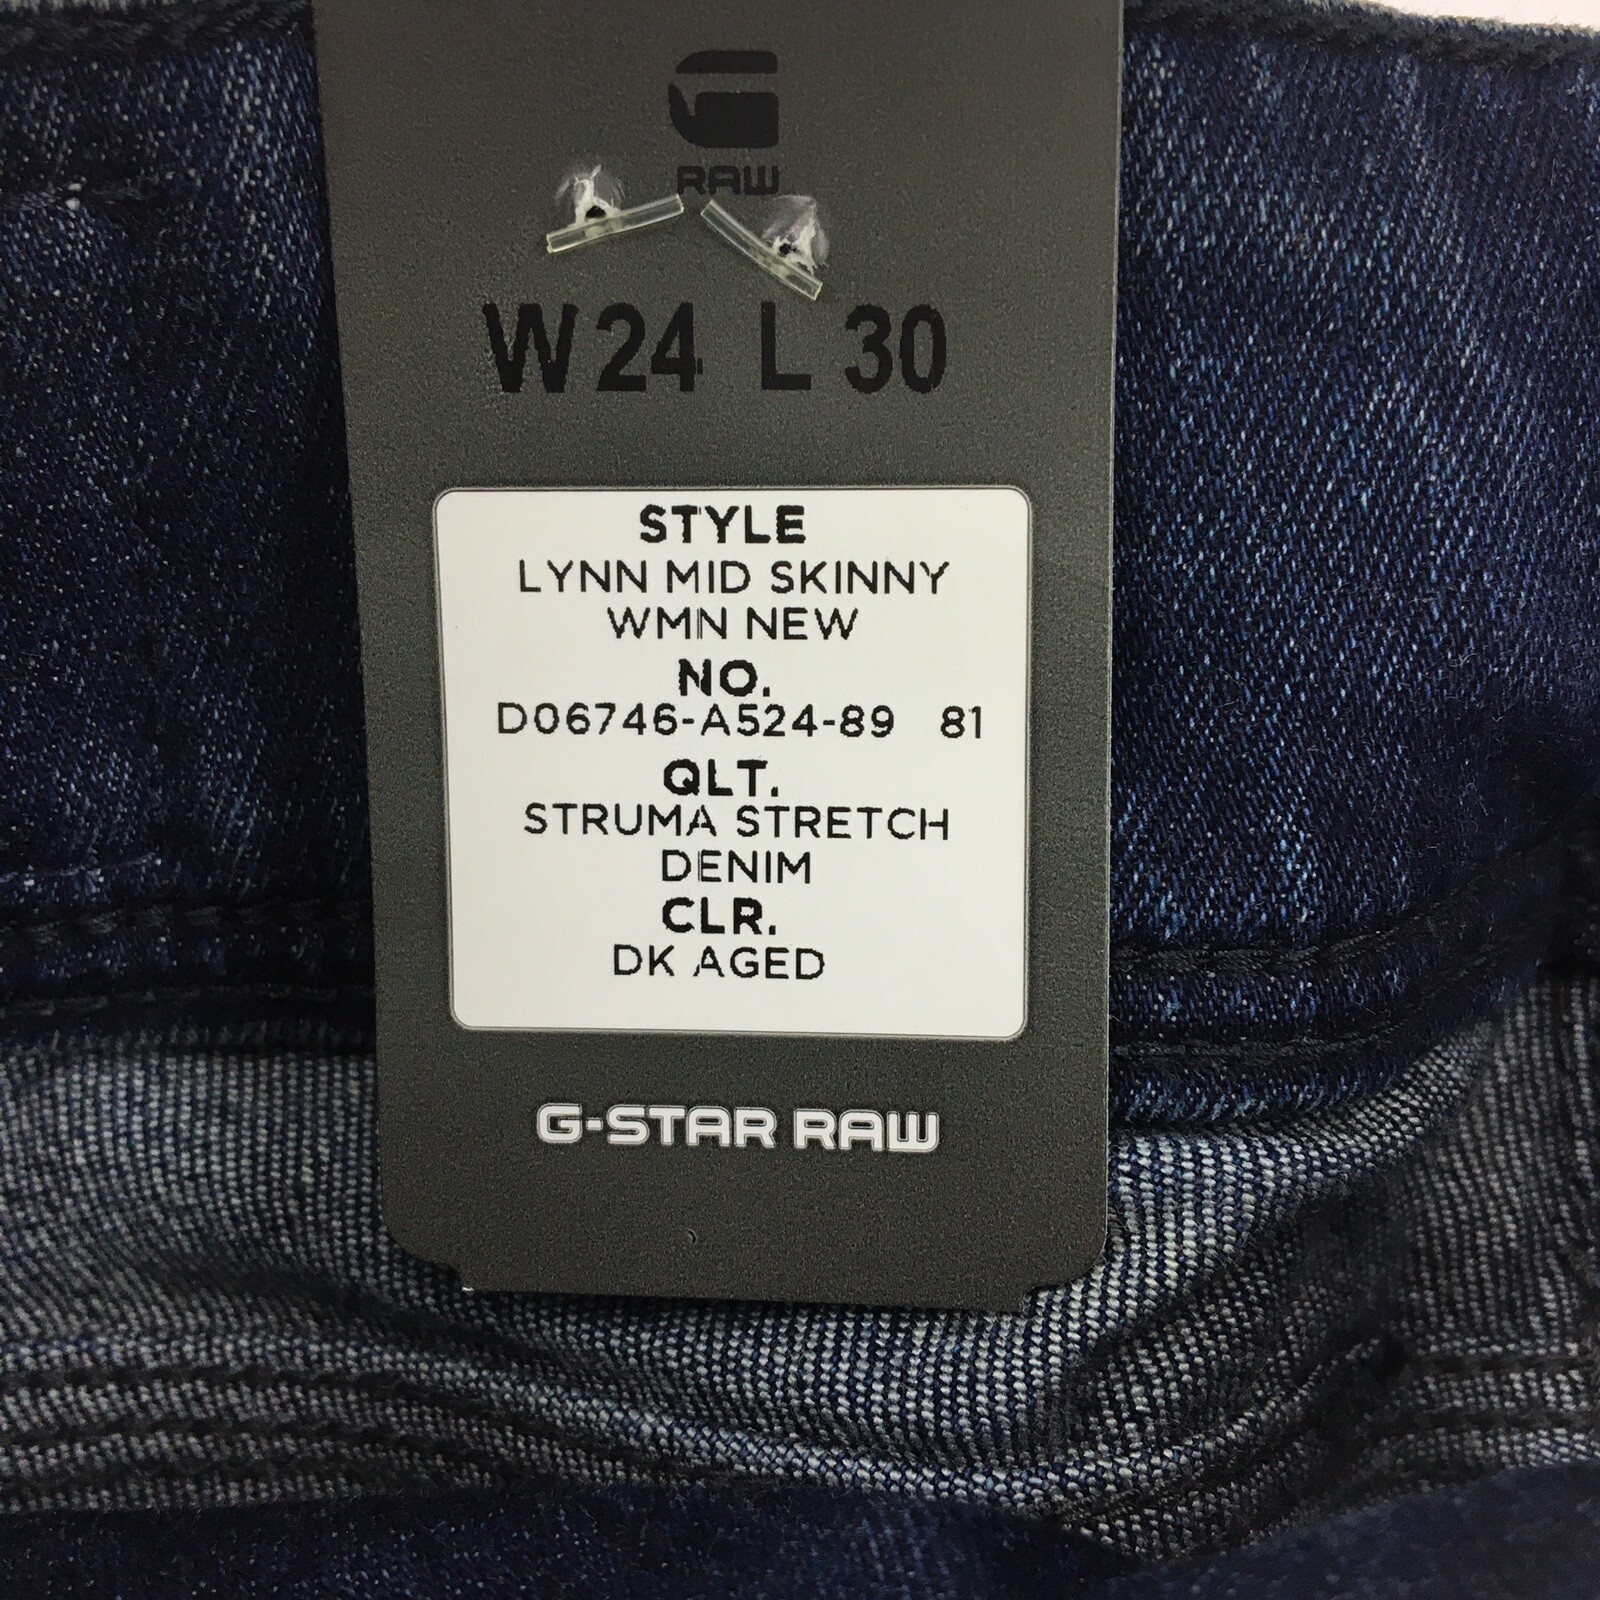 RAW
W24 L 30
STYLE
LYNN MID SKINNY
WMN NEW
NO.
D06746-A524-89 81
QLT.
STRUMA STRETCH
DENIM
CLR.
DK AGED
G-STAR RAW